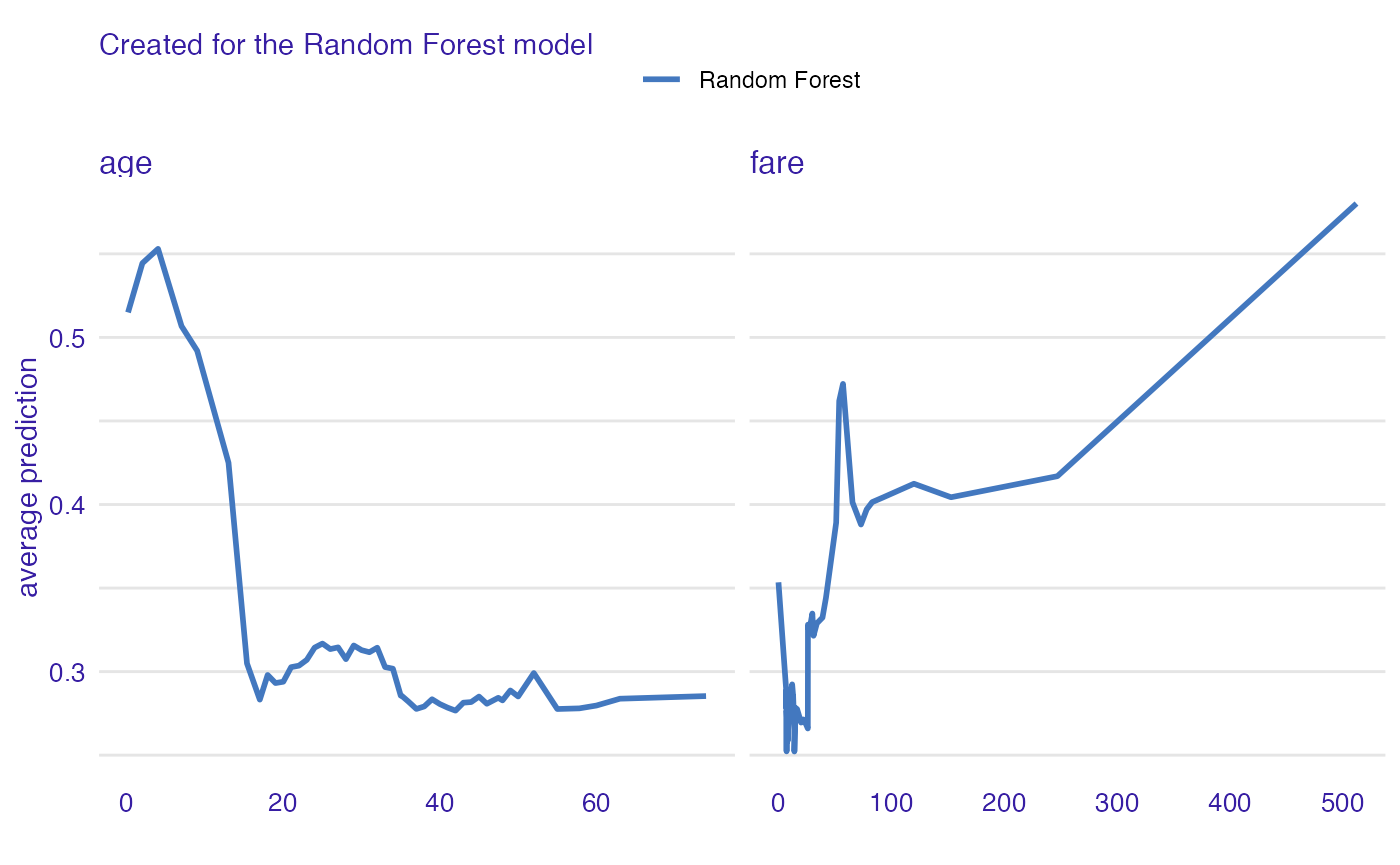 Created for the Random Forest model
Random Forest
age
fare
average prediction
0.5
0.4
0.3
0 20 40 60
0 100 200 300 400 500